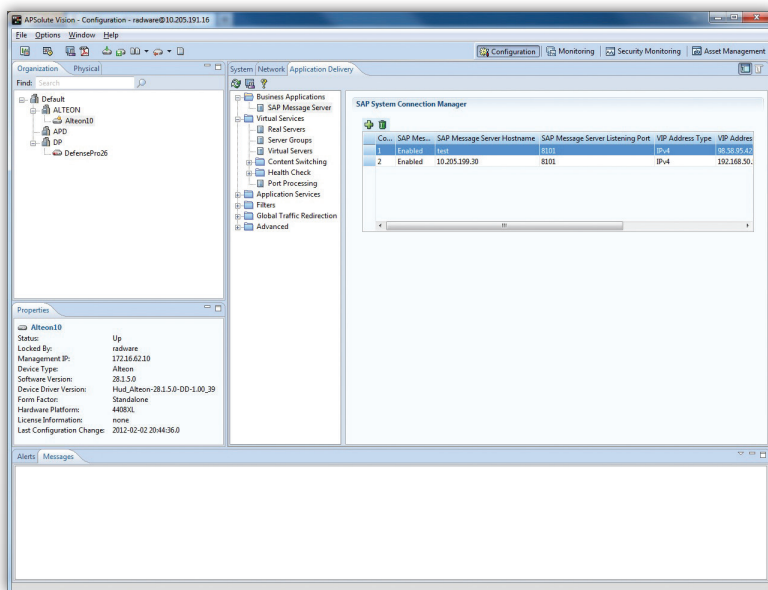 APSolute Vision - Configuration - radware@10.205.191.16
File Options Window Help
Configuration Monitoring Security Monitoring Asset Management
Organization Physical
Find: Search
Default
ALTEON
Alteon10
APD
DP
DefensePro26
System Network Application Delivery
Business Applications
SAP Message Server
Virtual Services
Real Servers
Server Groups
Virtual Servers
Content Switching
Health Check
Port Processing
Application Services
Filters
Global Traffic Redirection
Advanced
SAP System Connection Manager
Co... SAP Mes... SAP Message Server Hostname SAP Message Server Listening Port VIP Address Type VIP Addres
1 Enabled test 8101 IPv4 98.58.95.42
2 Enabled 10.205.199.30 8101 IPv4 192.168.50.
Properties
Alteon10
Status: Up
Locked By: radware
Management IP: 172.16.62.10
Device Type: Alteon
Software Version: 28.1.5.0
Device Driver Version: Hud_Alteon-28.1.5.0-DD-1.00_39
Form Factor: Standalone
Hardware Platform: 4408XL
License Information: none
Last Configuration Change: 2012-02-02 20:44:36.0
Alerts Messages